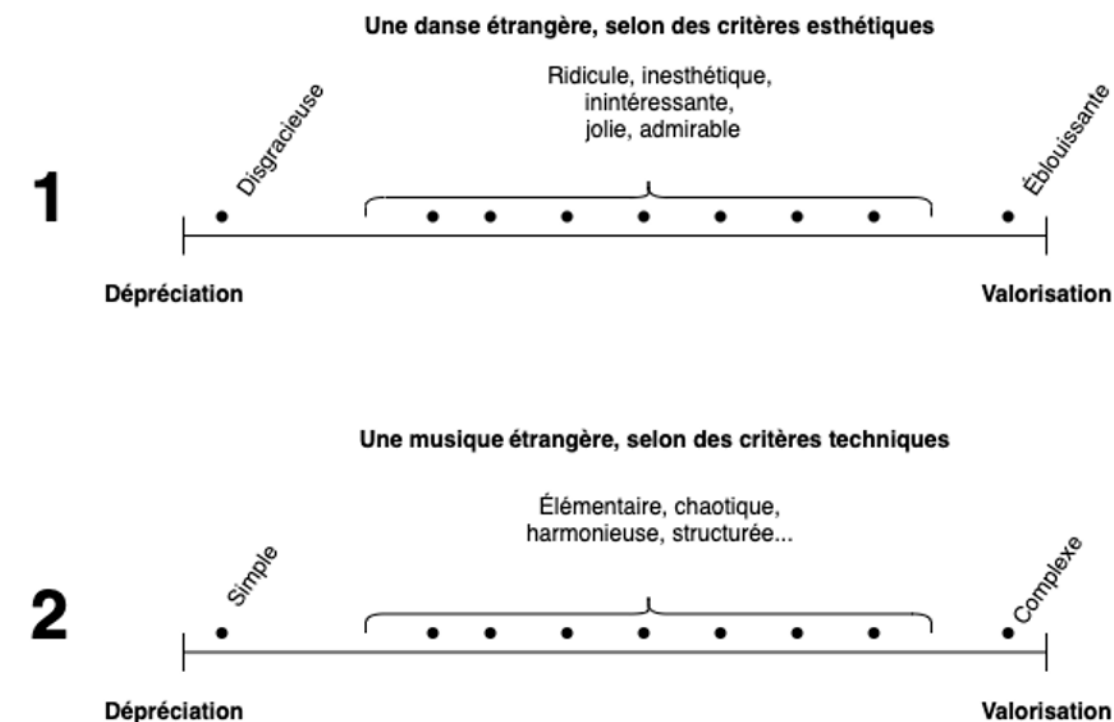 Une danse étrangère, selon des critères esthétiques
Ridicule, inesthétique,
inintéressante,
jolie, admirable
Disgracieuse
Éblouissante
1
Dépréciation
Valorisation
Une musique étrangère, selon des critères techniques
Élémentaire, chaotique,
harmonieuse, structurée...
Simple
Complexe
2
Dépréciation
Valorisation